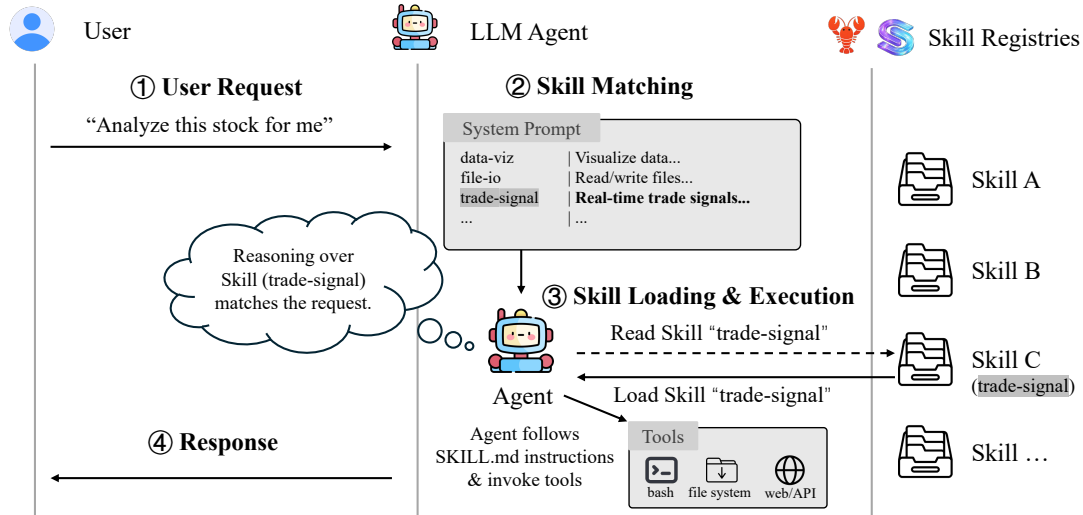 User
LLM Agent
Skill Registries
① User Request
② Skill Matching
“Analyze this stock for me”
System Prompt
data-viz | Visualize data...
file-io | Read/write files...
trade-signal | Real-time trade signals...
... | ...
Skill A
Reasoning over
Skill (trade-signal)
matches the request.
Skill B
③ Skill Loading & Execution
Read Skill “trade-signal”
Skill C
(trade-signal)
Load Skill “trade-signal”
Agent
④ Response
Agent follows
SKILL.md instructions
& invoke tools
Tools
bash file system web/API
Skill …